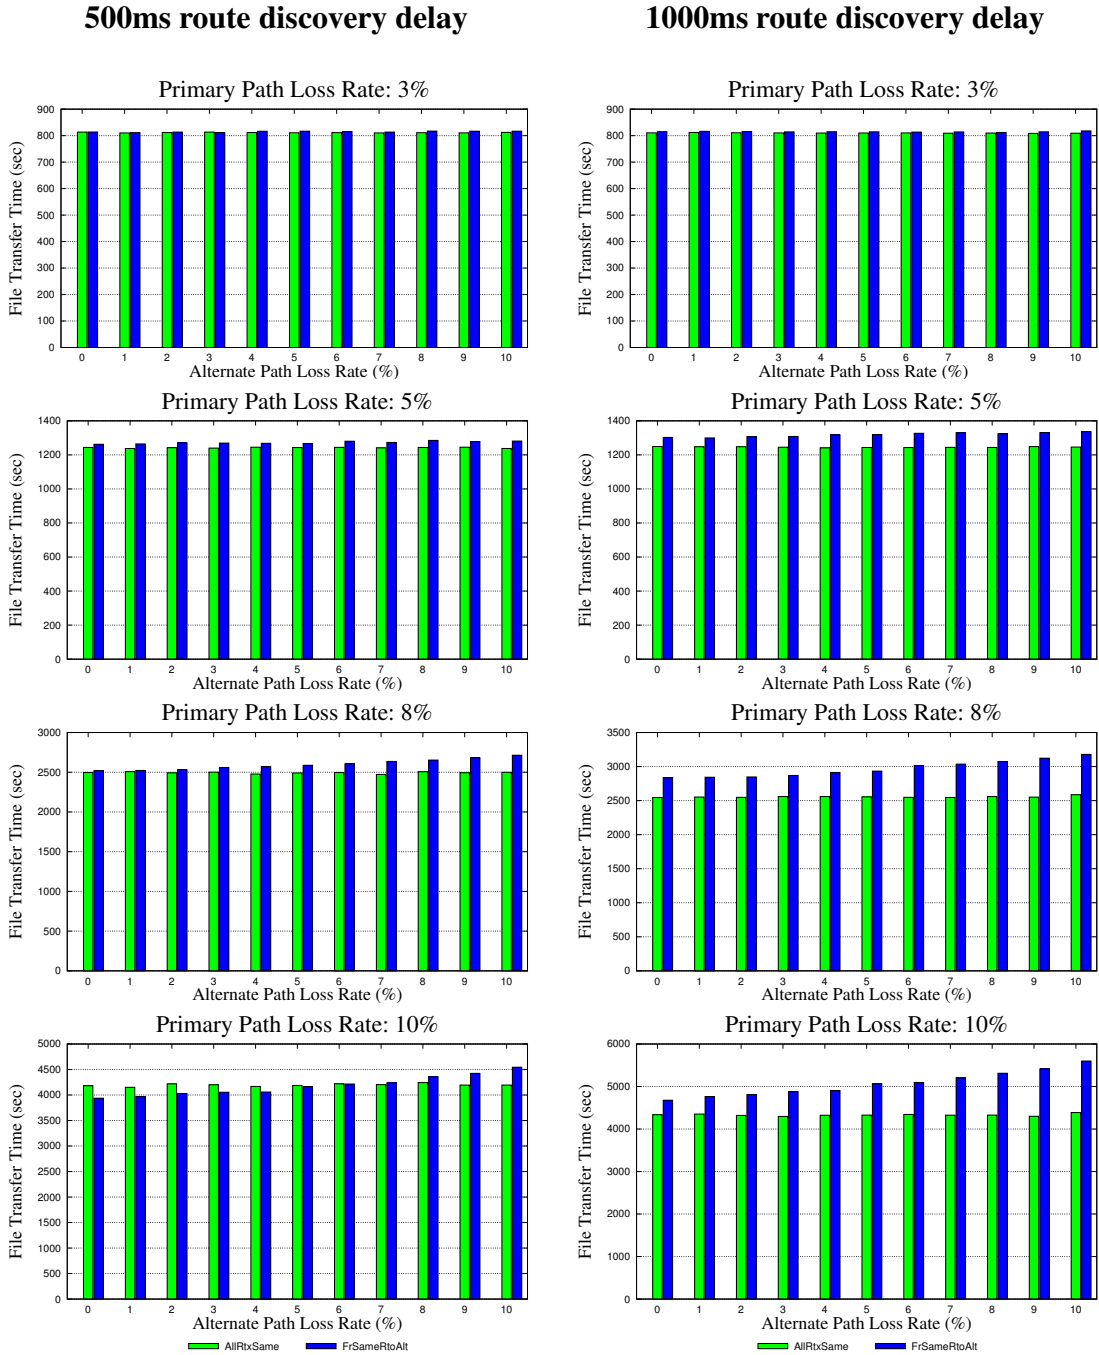 500ms route discovery delay
1000ms route discovery delay
Primary Path Loss Rate: 3%
File Transfer Time (sec)
900
800
700
600
500
400
300
200
100
0
0 1 2 3 4 5 6 7 8 9 10
Alternate Path Loss Rate (%)
Primary Path Loss Rate: 3%
File Transfer Time (sec)
900
800
700
600
500
400
300
200
100
0
0 1 2 3 4 5 6 7 8 9 10
Alternate Path Loss Rate (%)
Primary Path Loss Rate: 5%
File Transfer Time (sec)
1400
1200
1000
800
600
400
200
0
0 1 2 3 4 5 6 7 8 9 10
Alternate Path Loss Rate (%)
Primary Path Loss Rate: 5%
File Transfer Time (sec)
1400
1200
1000
800
600
400
200
0
0 1 2 3 4 5 6 7 8 9 10
Alternate Path Loss Rate (%)
Primary Path Loss Rate: 8%
File Transfer Time (sec)
3000
2500
2000
1500
1000
500
0
0 1 2 3 4 5 6 7 8 9 10
Alternate Path Loss Rate (%)
Primary Path Loss Rate: 8%
File Transfer Time (sec)
3500
3000
2500
2000
1500
1000
500
0
0 1 2 3 4 5 6 7 8 9 10
Alternate Path Loss Rate (%)
Primary Path Loss Rate: 10%
File Transfer Time (sec)
5000
4500
4000
3500
3000
2500
2000
1500
1000
500
0
0 1 2 3 4 5 6 7 8 9 10
Alternate Path Loss Rate (%)
AllRtxSame FrSameRtoAlt
Primary Path Loss Rate: 10%
File Transfer Time (sec)
6000
5000
4000
3000
2000
1000
0
0 1 2 3 4 5 6 7 8 9 10
Alternate Path Loss Rate (%)
AllRtxSame FrSameRtoAlt